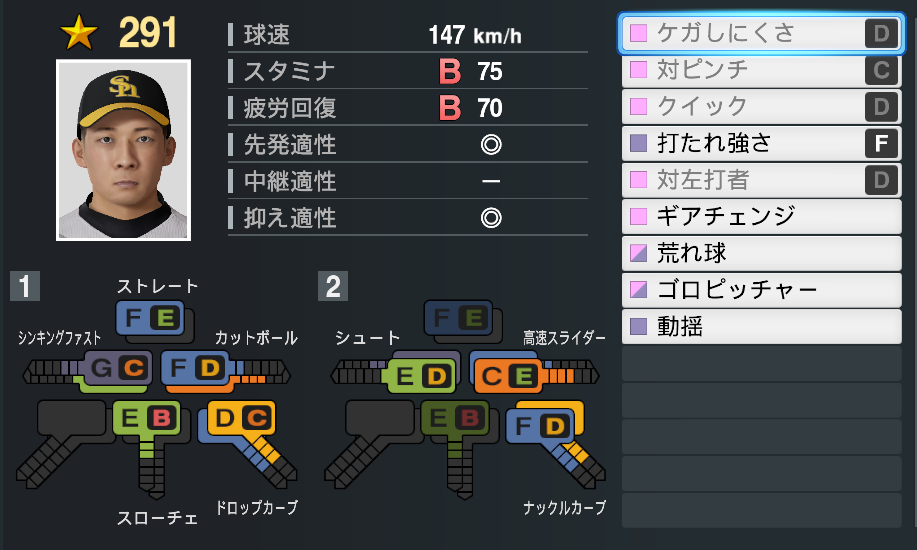 ★ 291
SH
球速 147 km/h
スタミナ B 75
疲労回復 B 70
先発適性 ◎
中継適性 －
抑え適性 ◎
ケガしにくさ D
対ピンチ C
クイック D
打たれ強さ F
対左打者 D
ギアチェンジ
荒れ球
ゴロピッチャー
動揺
1
ストレート
F E
シンキングファスト
カットボール
G C
F D
E B
D C
スローチェ
ドロップカーブ
2
F E
シュート
高速スライダー
E D
C E
E B
F D
ナックルカーブ